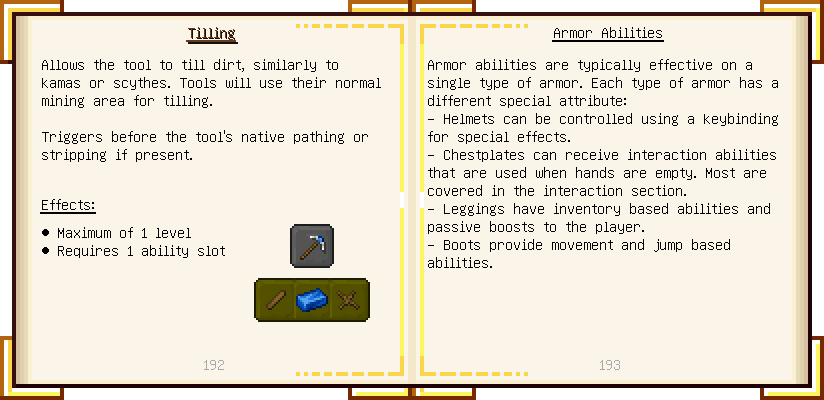 Tilling
Allows the tool to till dirt, similarly to
kamas or scythes. Tools will use their normal
mining area for tilling.
Triggers before the tool's native pathing or
stripping if present.
Effects:
● Maximum of 1 level
● Requires 1 ability slot
192
Armor Abilities
Armor abilities are typically effective on a
single type of armor. Each type of armor has a
different special attribute:
- Helmets can be controlled using a keybinding
for special effects.
- Chestplates can receive interaction abilities
that are used when hands are empty. Most are
covered in the interaction section.
- Leggings have inventory based abilities and
passive boosts to the player.
- Boots provide movement and jump based
abilities.
193